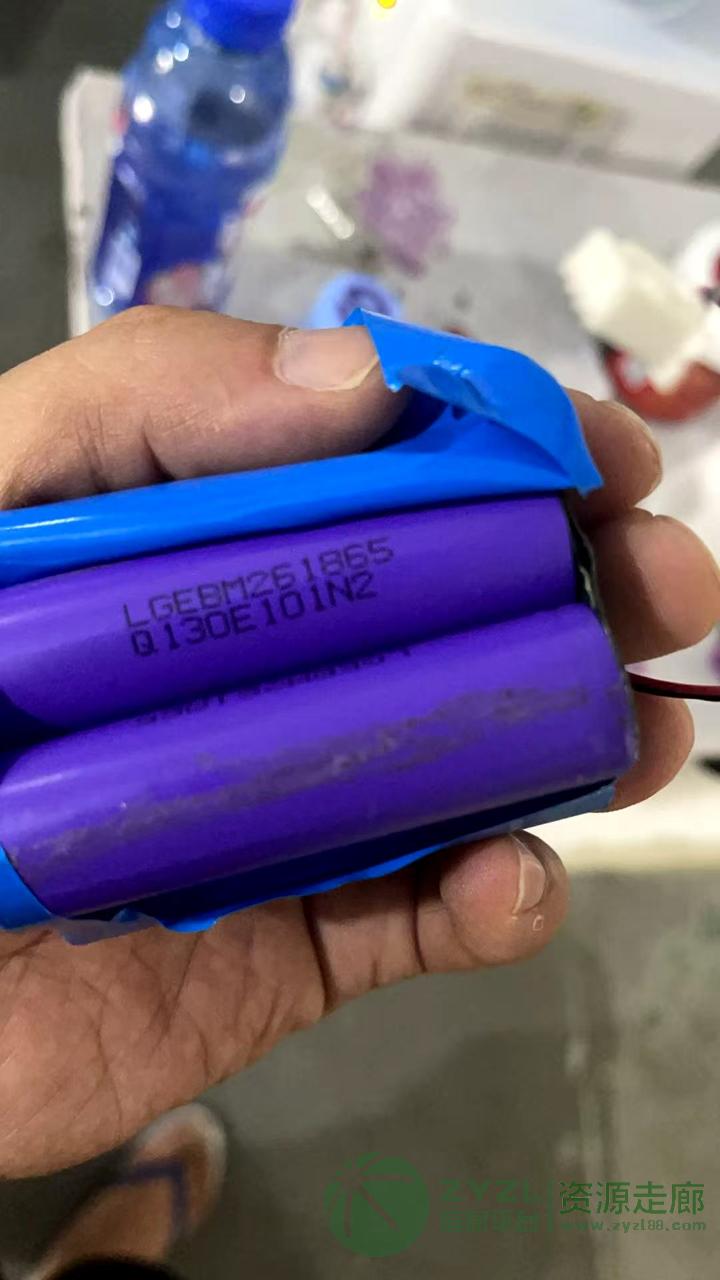 LGEBM261865
Q130E101N2
ZYZL
资源走廊
www.zyzl88.com